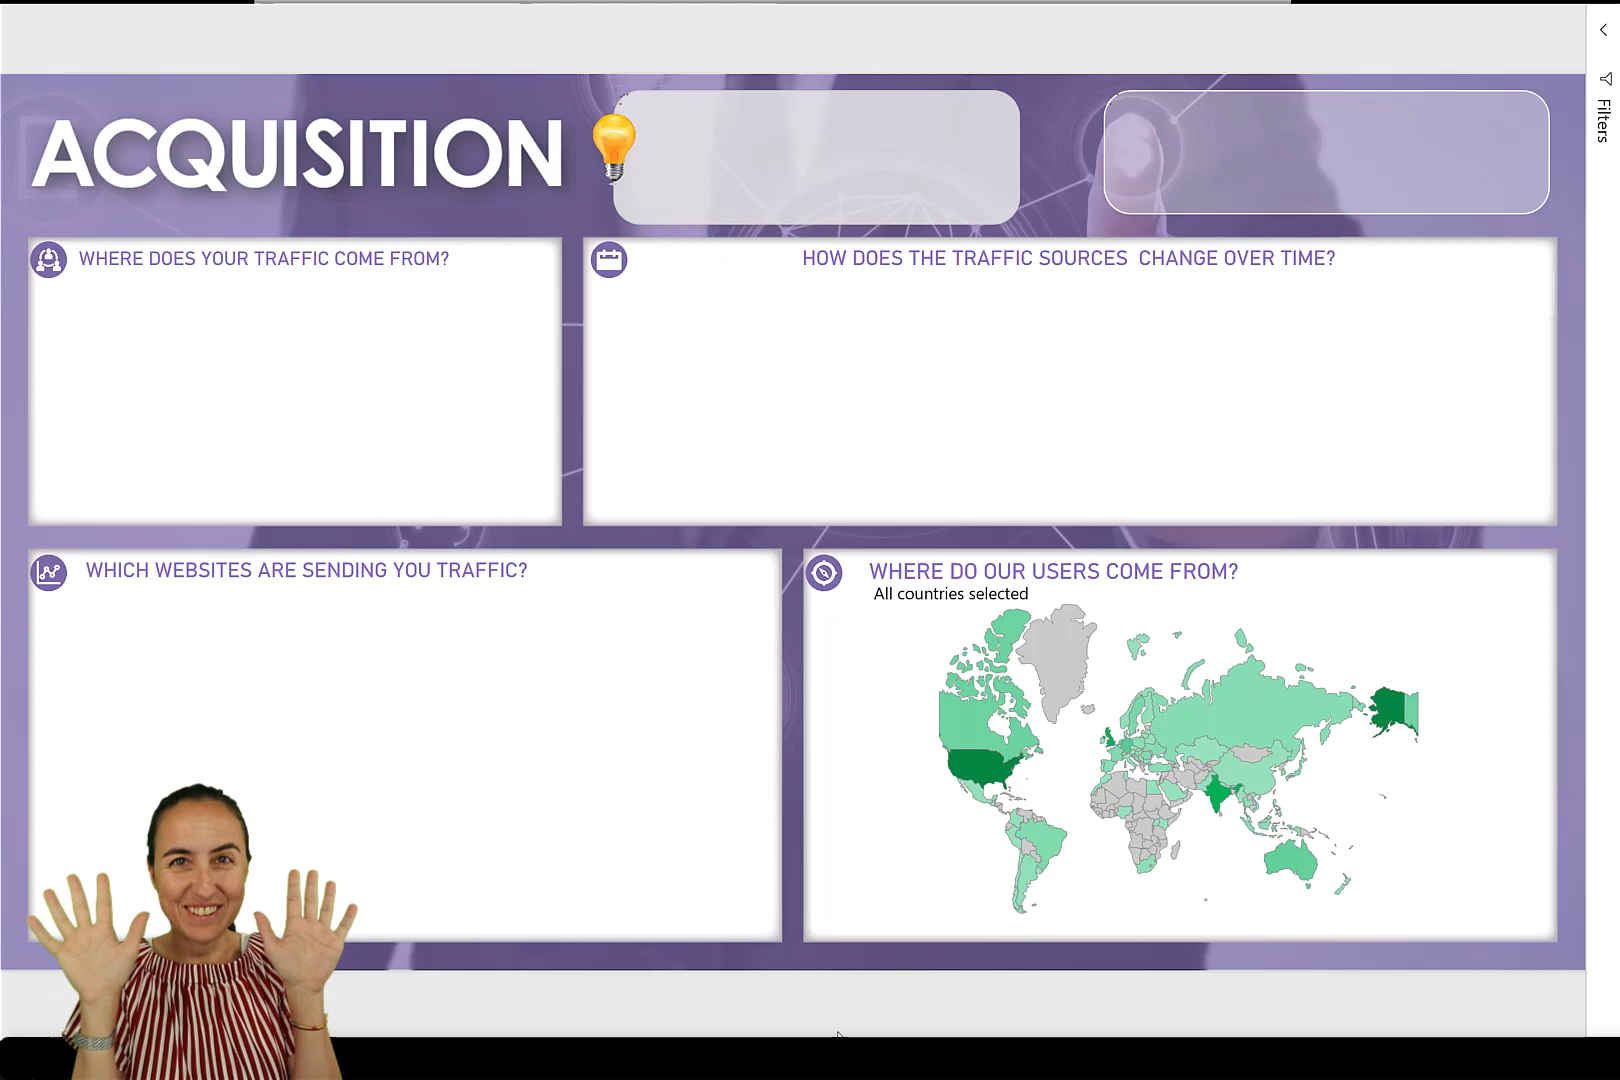 ACQUISITION
Filters
WHERE DOES YOUR TRAFFIC COME FROM?
HOW DOES THE TRAFFIC SOURCES  CHANGE OVER TIME?
WHICH WEBSITES ARE SENDING YOU TRAFFIC?
WHERE DO OUR USERS COME FROM?
All countries selected